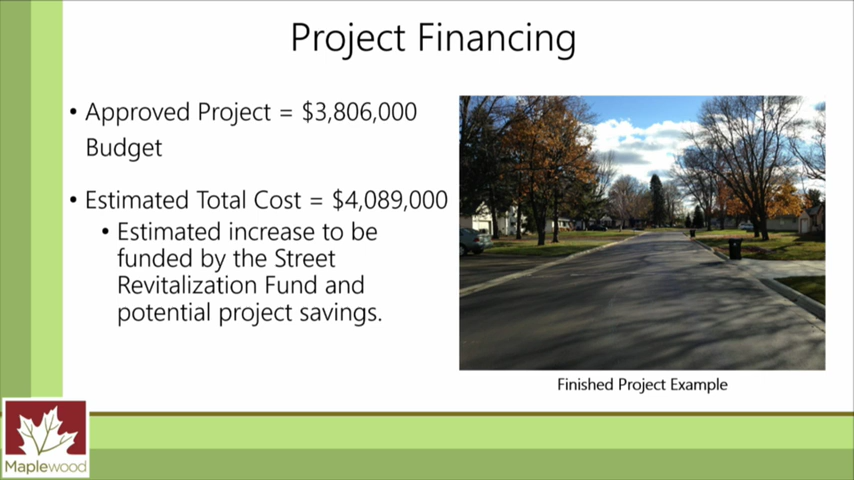 Project Financing
• Approved Project = $3,806,000
Budget
• Estimated Total Cost = $4,089,000
• Estimated increase to be
funded by the Street
Revitalization Fund and
potential project savings.
Finished Project Example
Maplewood